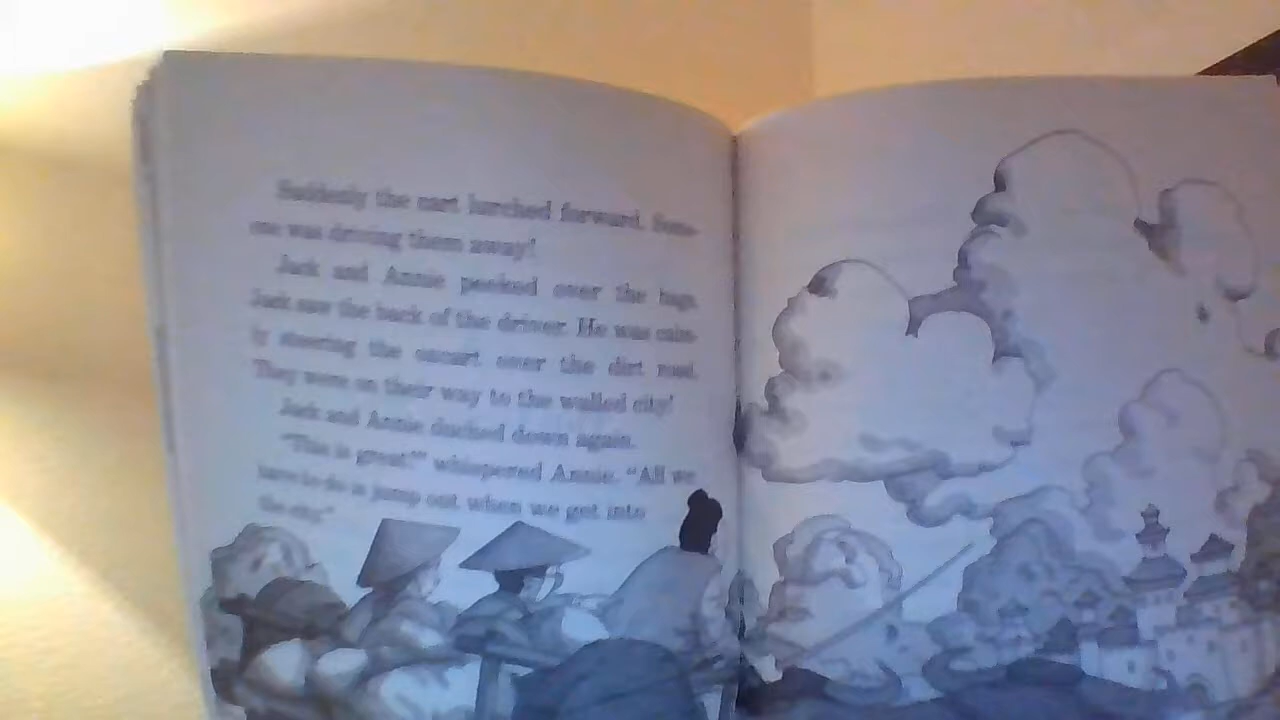 Suddenly the cart lurched forward. Some-
one was driving them away!
Jack and Annie peeked over the bags.
Jack saw the back of the driver. He was calm-
ly steering the oxcart over the dirt road.
They were on their way to the walled city!
Jack and Annie ducked down again.
"This is great!" whispered Annie. "All we
have to do is jump out when we get into
the city."